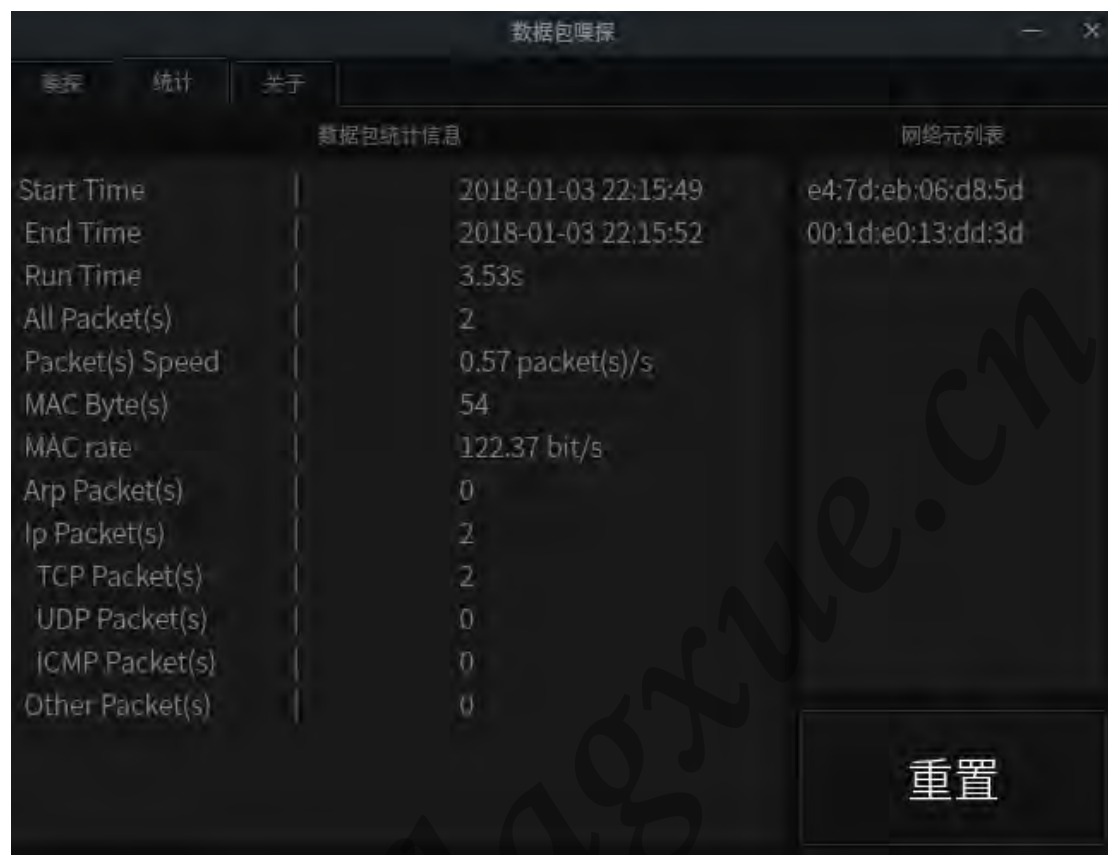 数据包嗅探
嗅探 统计 关于
数据包统计信息 网络元列表
Start Time | 2018-01-03 22:15:49 e4:7d:eb:06:d8:5d
End Time | 2018-01-03 22:15:52 00:1d:e0:13:dd:3d
Run Time | 3.53s
All Packet(s) | 2
Packet(s) Speed | 0.57 packet(s)/s
MAC Byte(s) | 54
MAC rate | 122.37 bit/s
Arp Packet(s) | 0
Ip Packet(s) | 2
TCP Packet(s) | 2
UDP Packet(s) | 0
ICMP Packet(s) | 0
Other Packet(s) | 0
重置